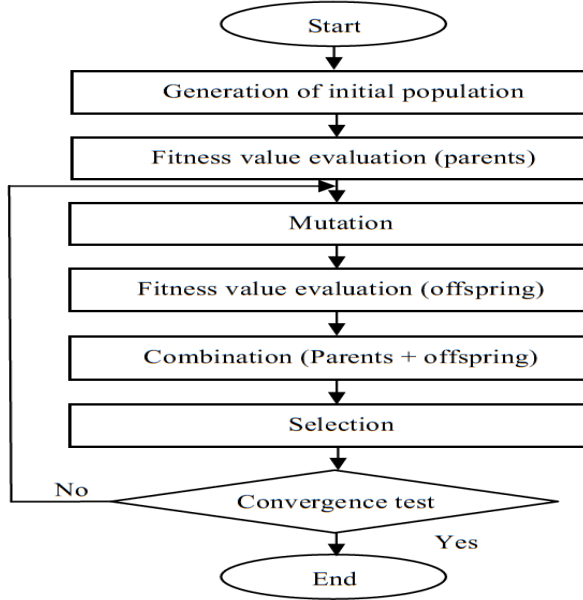 Start
Generation of initial population
Fitness value evaluation (parents)
Mutation
Fitness value evaluation (offspring)
Combination (Parents + offspring)
Selection
No
Convergence test
Yes
End